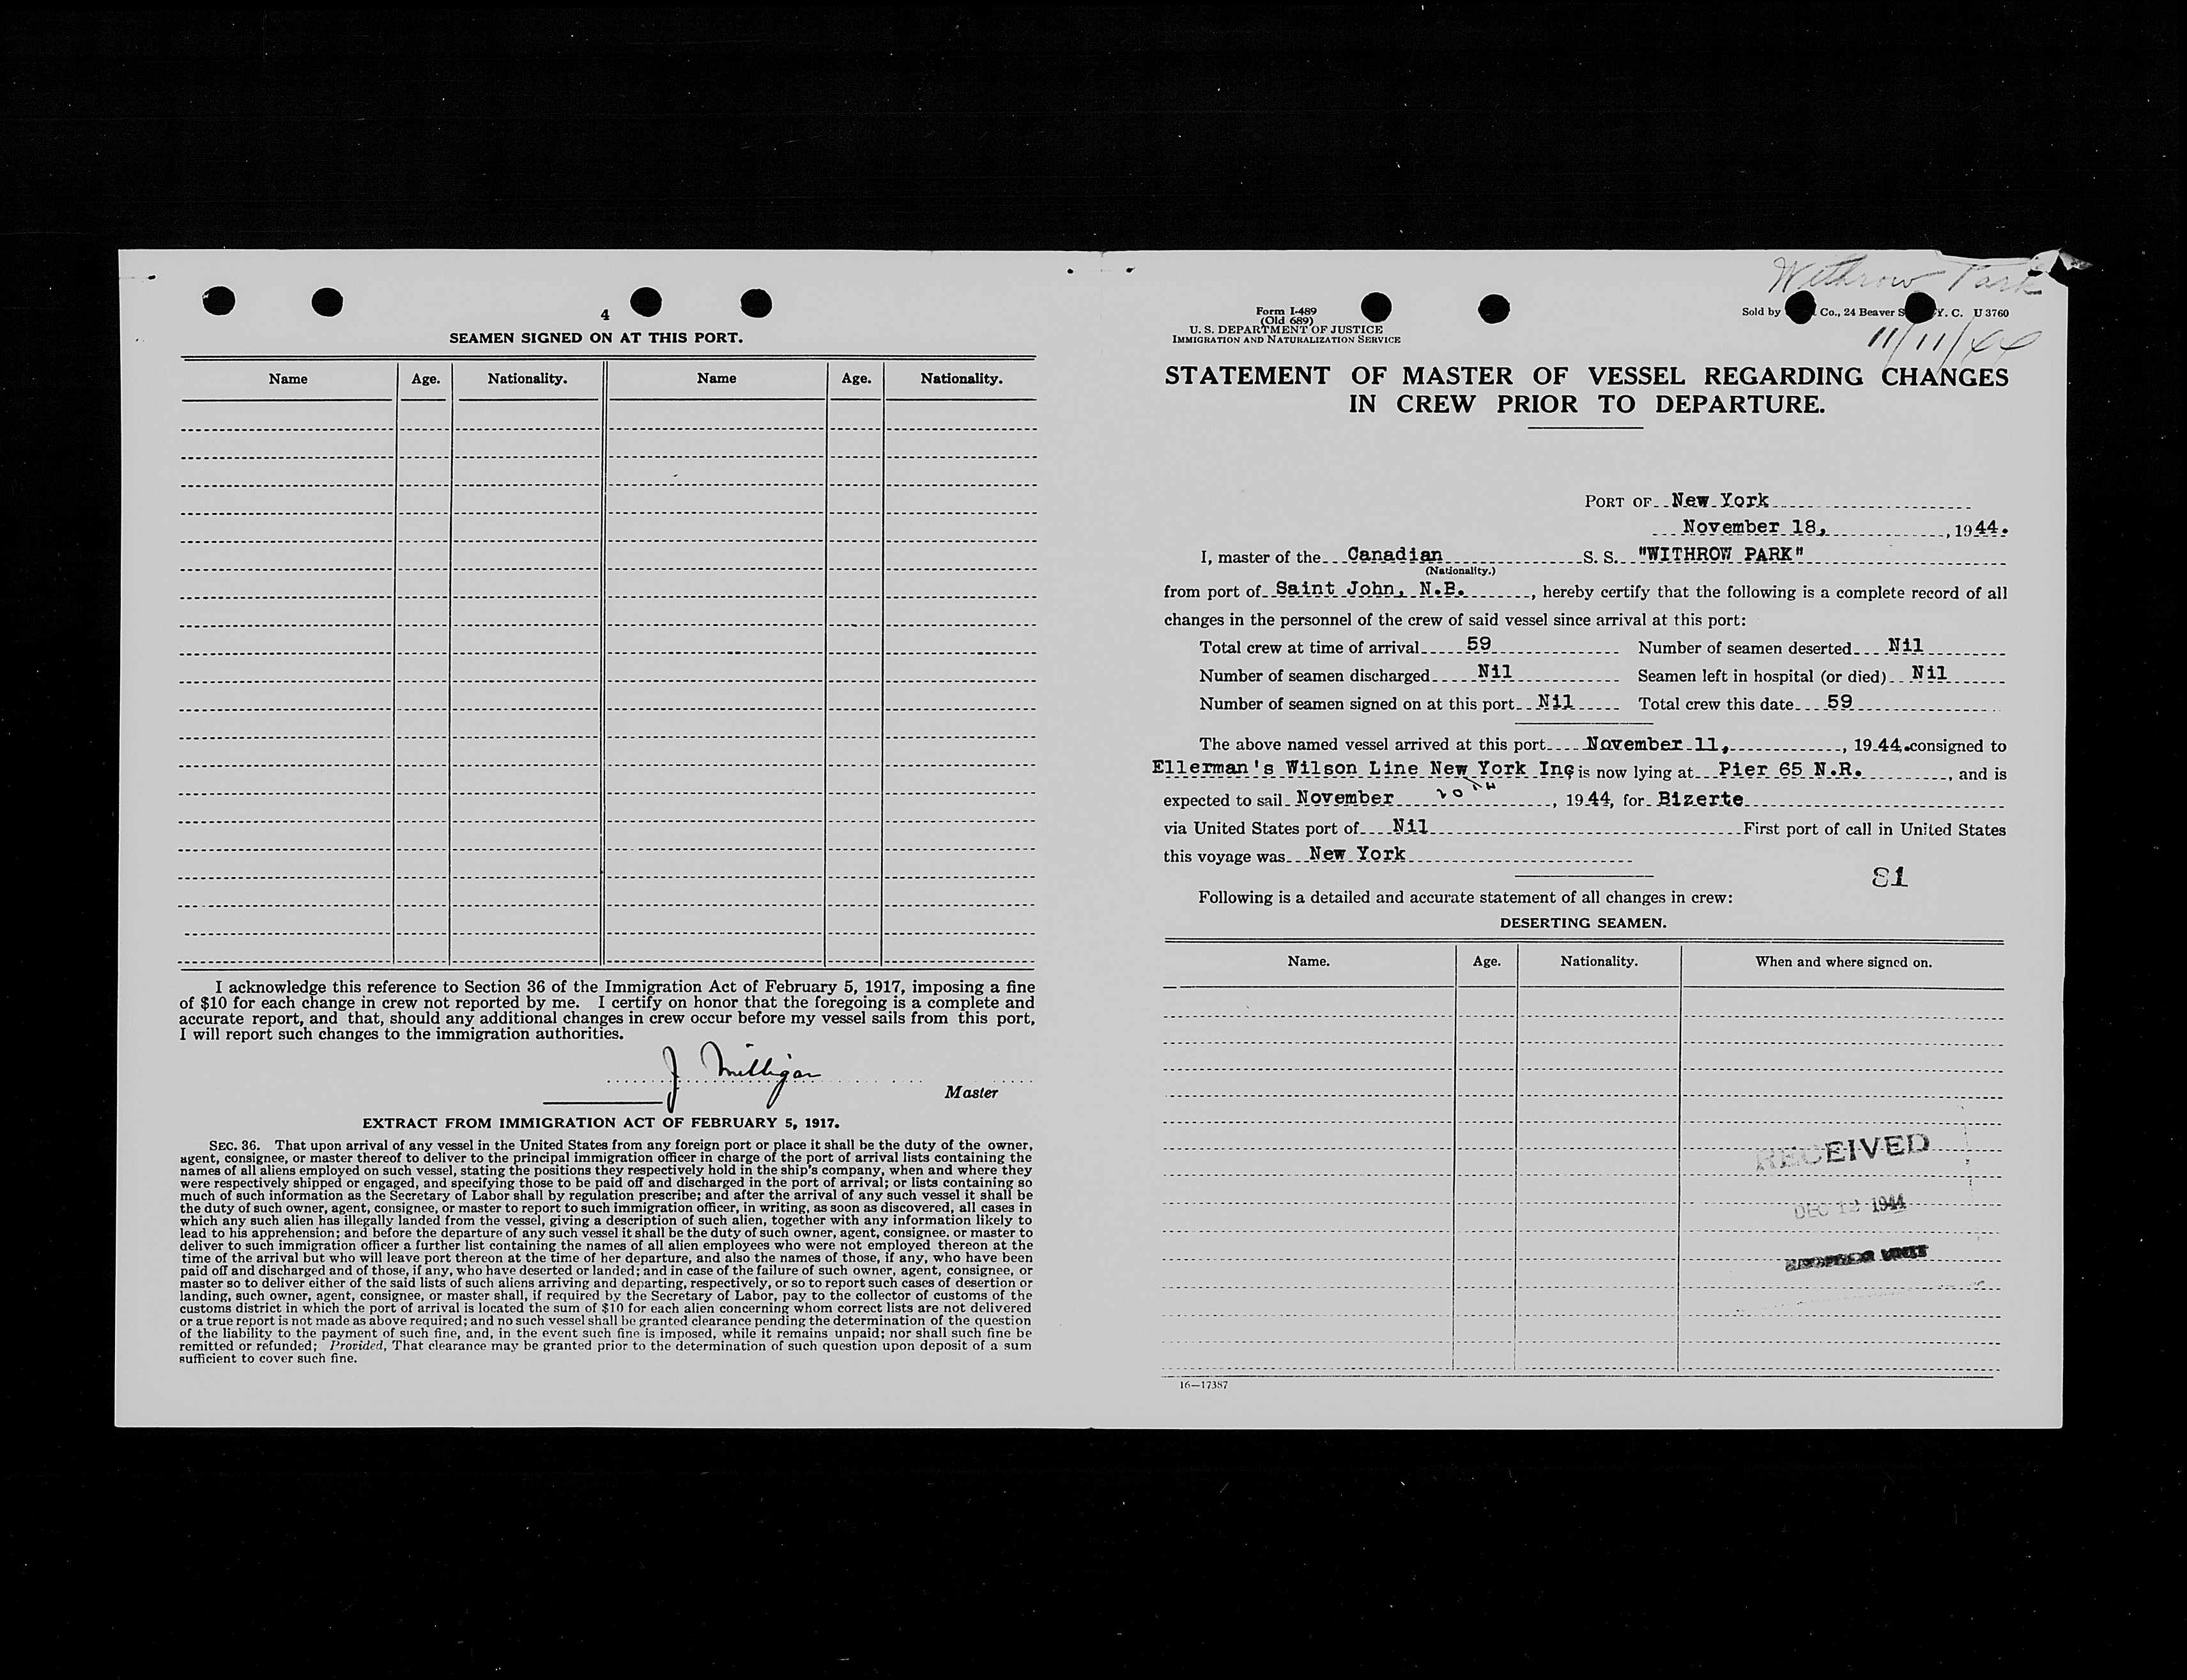 4
SEAMEN SIGNED ON AT THIS PORT.
Name Age. Nationality. Name Age. Nationality.
I acknowledge this reference to Section 36 of the Immigration Act of February 5, 1917, imposing a fine
of $10 for each change in crew not reported by me. I certify on honor that the foregoing is a complete and
accurate report, and that, should any additional changes in crew occur before my vessel sails from this port,
I will report such changes to the immigration authorities.
J Milligan
Master
EXTRACT FROM IMMIGRATION ACT OF FEBRUARY 5, 1917.
SEC. 36. That upon arrival of any vessel in the United States from any foreign port or place it shall be the duty of the owner,
agent, consignee, or master thereof to deliver to the principal immigration officer in charge of the port of arrival lists containing the
names of all aliens employed on such vessel, stating the positions they respectively hold in the ship's company, when and where they
were respectively shipped or engaged, and specifying those to be paid off and discharged in the port of arrival; or lists containing so
much of such information as the Secretary of Labor shall by regulation prescribe; and after the arrival of any such vessel it shall be
the duty of such owner, agent, consignee, or master to report to such immigration officer, in writing, as soon as discovered, all cases in
which any such alien has illegally landed from the vessel, giving a description of such alien, together with any information likely to
lead to his apprehension; and before the departure of any such vessel it shall be the duty of such owner, agent, consignee, or master to
deliver to such immigration officer a further list containing the names of all alien employees who were not employed thereon at the
time of the arrival but who will leave port thereon at the time of her departure, and also the names of those, if any, who have been
paid off and discharged and of those, if any, who have deserted or landed; and in case of the failure of such owner, agent, consignee, or
master so to deliver either of the said lists of such aliens arriving and departing, respectively, or so to report such cases of desertion or
landing, such owner, agent, consignee, or master shall, if required by the Secretary of Labor, pay to the collector of customs of the
customs district in which the port of arrival is located the sum of $10 for each alien concerning whom correct lists are not delivered
or a true report is not made as above required; and no such vessel shall be granted clearance pending the determination of the question
of the liability to the payment of such fine, and, in the event such fine is imposed, while it remains unpaid; nor shall such fine be
remitted or refunded; Provided, That clearance may be granted prior to the determination of such question upon deposit of a sum
sufficient to cover such fine.
Withrow Park
Form I-489
(Old 689)
U. S. DEPARTMENT OF JUSTICE
IMMIGRATION AND NATURALIZATION SERVICE
Sold by Co., 24 Beaver S Y. C. U 3760
11/11/44
STATEMENT OF MASTER OF VESSEL REGARDING CHANGES
IN CREW PRIOR TO DEPARTURE.
PORT OF New York
November 18, , 1944.
I, master of the Canadian S. S. "WITHROW PARK"
(Nationality.)
from port of Saint John, N.B. , hereby certify that the following is a complete record of all
changes in the personnel of the crew of said vessel since arrival at this port:
Total crew at time of arrival 59 Number of seamen deserted Nil
Number of seamen discharged Nil Seamen left in hospital (or died) Nil
Number of seamen signed on at this port Nil Total crew this date 59
The above named vessel arrived at this port November 11, , 1944. consigned to
Ellerman's Wilson Line New York Inc is now lying at Pier 65 N.R. , and is
expected to sail November 20th , 1944, for Bizerte
via United States port of Nil First port of call in United States
this voyage was New York
81
Following is a detailed and accurate statement of all changes in crew:
DESERTING SEAMEN.
Name. Age. Nationality. When and where signed on.
RECEIVED
DEC 12 1944
16—17387